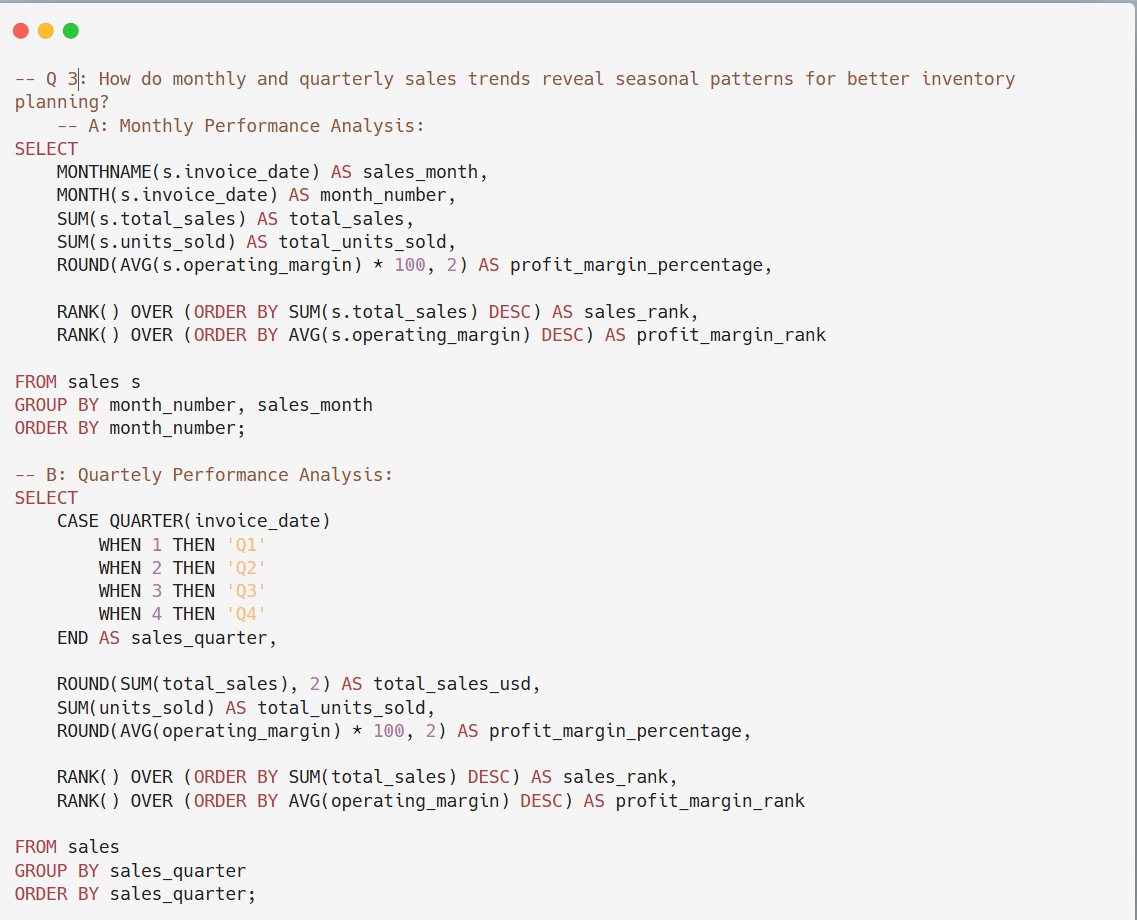 -- Q 3: How do monthly and quarterly sales trends reveal seasonal patterns for better inventory
planning?
    -- A: Monthly Performance Analysis:
SELECT
    MONTHNAME(s.invoice_date) AS sales_month,
    MONTH(s.invoice_date) AS month_number,
    SUM(s.total_sales) AS total_sales,
    SUM(s.units_sold) AS total_units_sold,
    ROUND(AVG(s.operating_margin) * 100, 2) AS profit_margin_percentage,

    RANK() OVER (ORDER BY SUM(s.total_sales) DESC) AS sales_rank,
    RANK() OVER (ORDER BY AVG(s.operating_margin) DESC) AS profit_margin_rank

FROM sales s
GROUP BY month_number, sales_month
ORDER BY month_number;

-- B: Quartely Performance Analysis:
SELECT
    CASE QUARTER(invoice_date)
        WHEN 1 THEN 'Q1'
        WHEN 2 THEN 'Q2'
        WHEN 3 THEN 'Q3'
        WHEN 4 THEN 'Q4'
    END AS sales_quarter,

    ROUND(SUM(total_sales), 2) AS total_sales_usd,
    SUM(units_sold) AS total_units_sold,
    ROUND(AVG(operating_margin) * 100, 2) AS profit_margin_percentage,

    RANK() OVER (ORDER BY SUM(total_sales) DESC) AS sales_rank,
    RANK() OVER (ORDER BY AVG(operating_margin) DESC) AS profit_margin_rank

FROM sales
GROUP BY sales_quarter
ORDER BY sales_quarter;